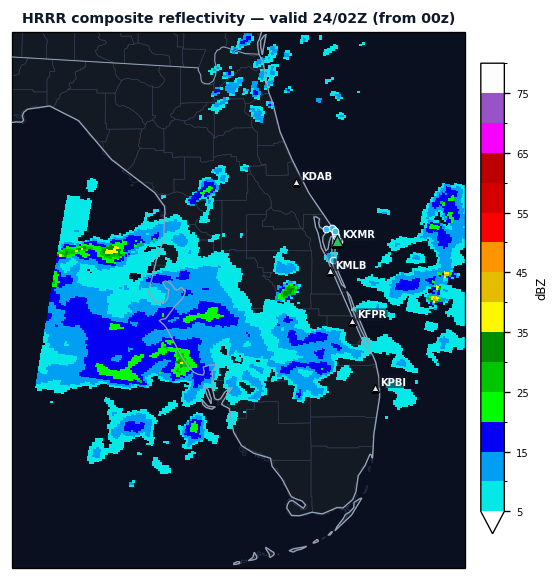 HRRR composite reflectivity — valid 24/02Z (from 00z)
KDAB
KXMR
KMLB
KFPR
KPBI
75
65
55
45
35
25
15
5
dBZ